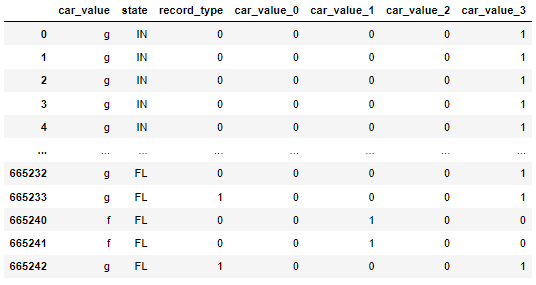 car_value state record_type car_value_0 car_value_1 car_value_2 car_value_3
0 g IN 0 0 0 0 1
1 g IN 0 0 0 0 1
2 g IN 0 0 0 0 1
3 g IN 0 0 0 0 1
4 g IN 0 0 0 0 1
... ... ... ... ... ... ... ...
665232 g FL 0 0 0 0 1
665233 g FL 1 0 0 0 1
665240 f FL 0 0 1 0 0
665241 f FL 0 0 1 0 0
665242 g FL 1 0 0 0 1